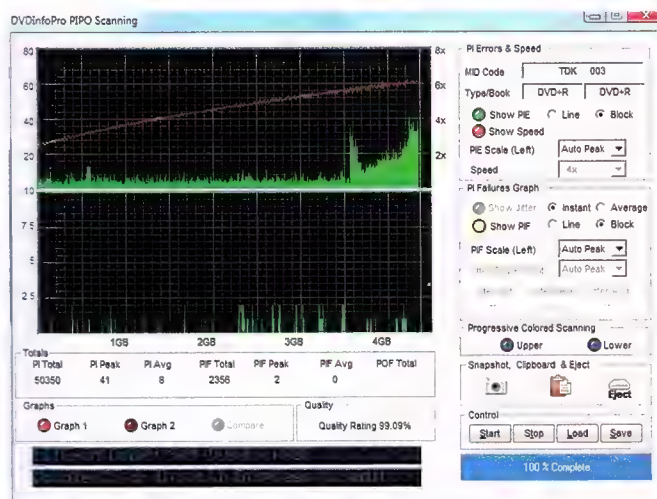 DVDinfoPro PIPO Scanning
80
60
40
20
8x
6x
4x
2x
10
7.5
5
2.5
1GB 2GB 3GB 4GB
PI Errors & Speed
MID Code TDK 003
Type/Book DVD+R DVD+R
Show PIE Line Block
Show Speed
PIE Scale (Left) Auto Peak
Speed 4x
PI Failures Graph
Show Jitter Instant Average
Show PIF Line Block
PIF Scale (Left) Auto Peak
Auto Peak
Progressive Colored Scanning
Upper Lower
Totals
PI Total PI Peak PI Avg PIF Total PIF Peak PIF Avg POF Total
50350 41 8 2356 2 0
Graphs
Graph 1 Graph 2 Compare
Quality
Quality Rating 99.09%
Snapshot, Clipboard & Eject
Eject
Control
Start Stop Load Save
100 % Complete.